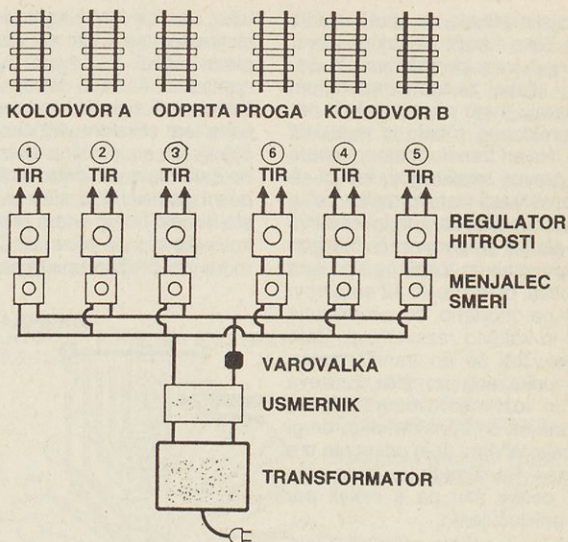 KOLODVOR A ODPRTA PROGA KOLODVOR B
1 2 3 6 4 5
TIR TIR TIR TIR TIR TIR
REGULATOR
HITROSTI
MENJALEC
SMERI
VAROVALKA
USMERNIK
TRANSFORMATOR